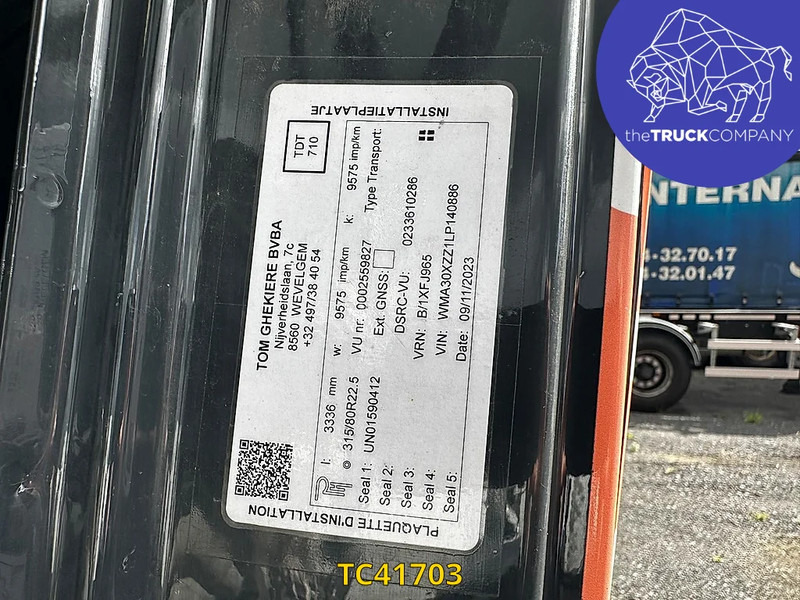 theTRUCKCOMPANY
INSTALLATIEPLAATJE
TDT
710
TOM GHEKIERE BVBA
Nijverheidslaan, 7c
8560 WEVELGEM
+32 497/38 40 54
l: 3336 mm w: 9575 imp/km k: 9575 imp/km
315/80R22.5 VU nr: 0002559827 Type Transport:
Seal 1: UN01590412 Ext. GNSS:
Seal 2: DSRC-VU: 0233610286
Seal 3: VRN: B/1XFJ965
Seal 4: VIN: WMA30XZZ1LP140886
Seal 5: Date: 09/11/2023
PLAQUETTE D'INSTALLATION
NTERNA
-32.70.17
-32.01.47
TC41703